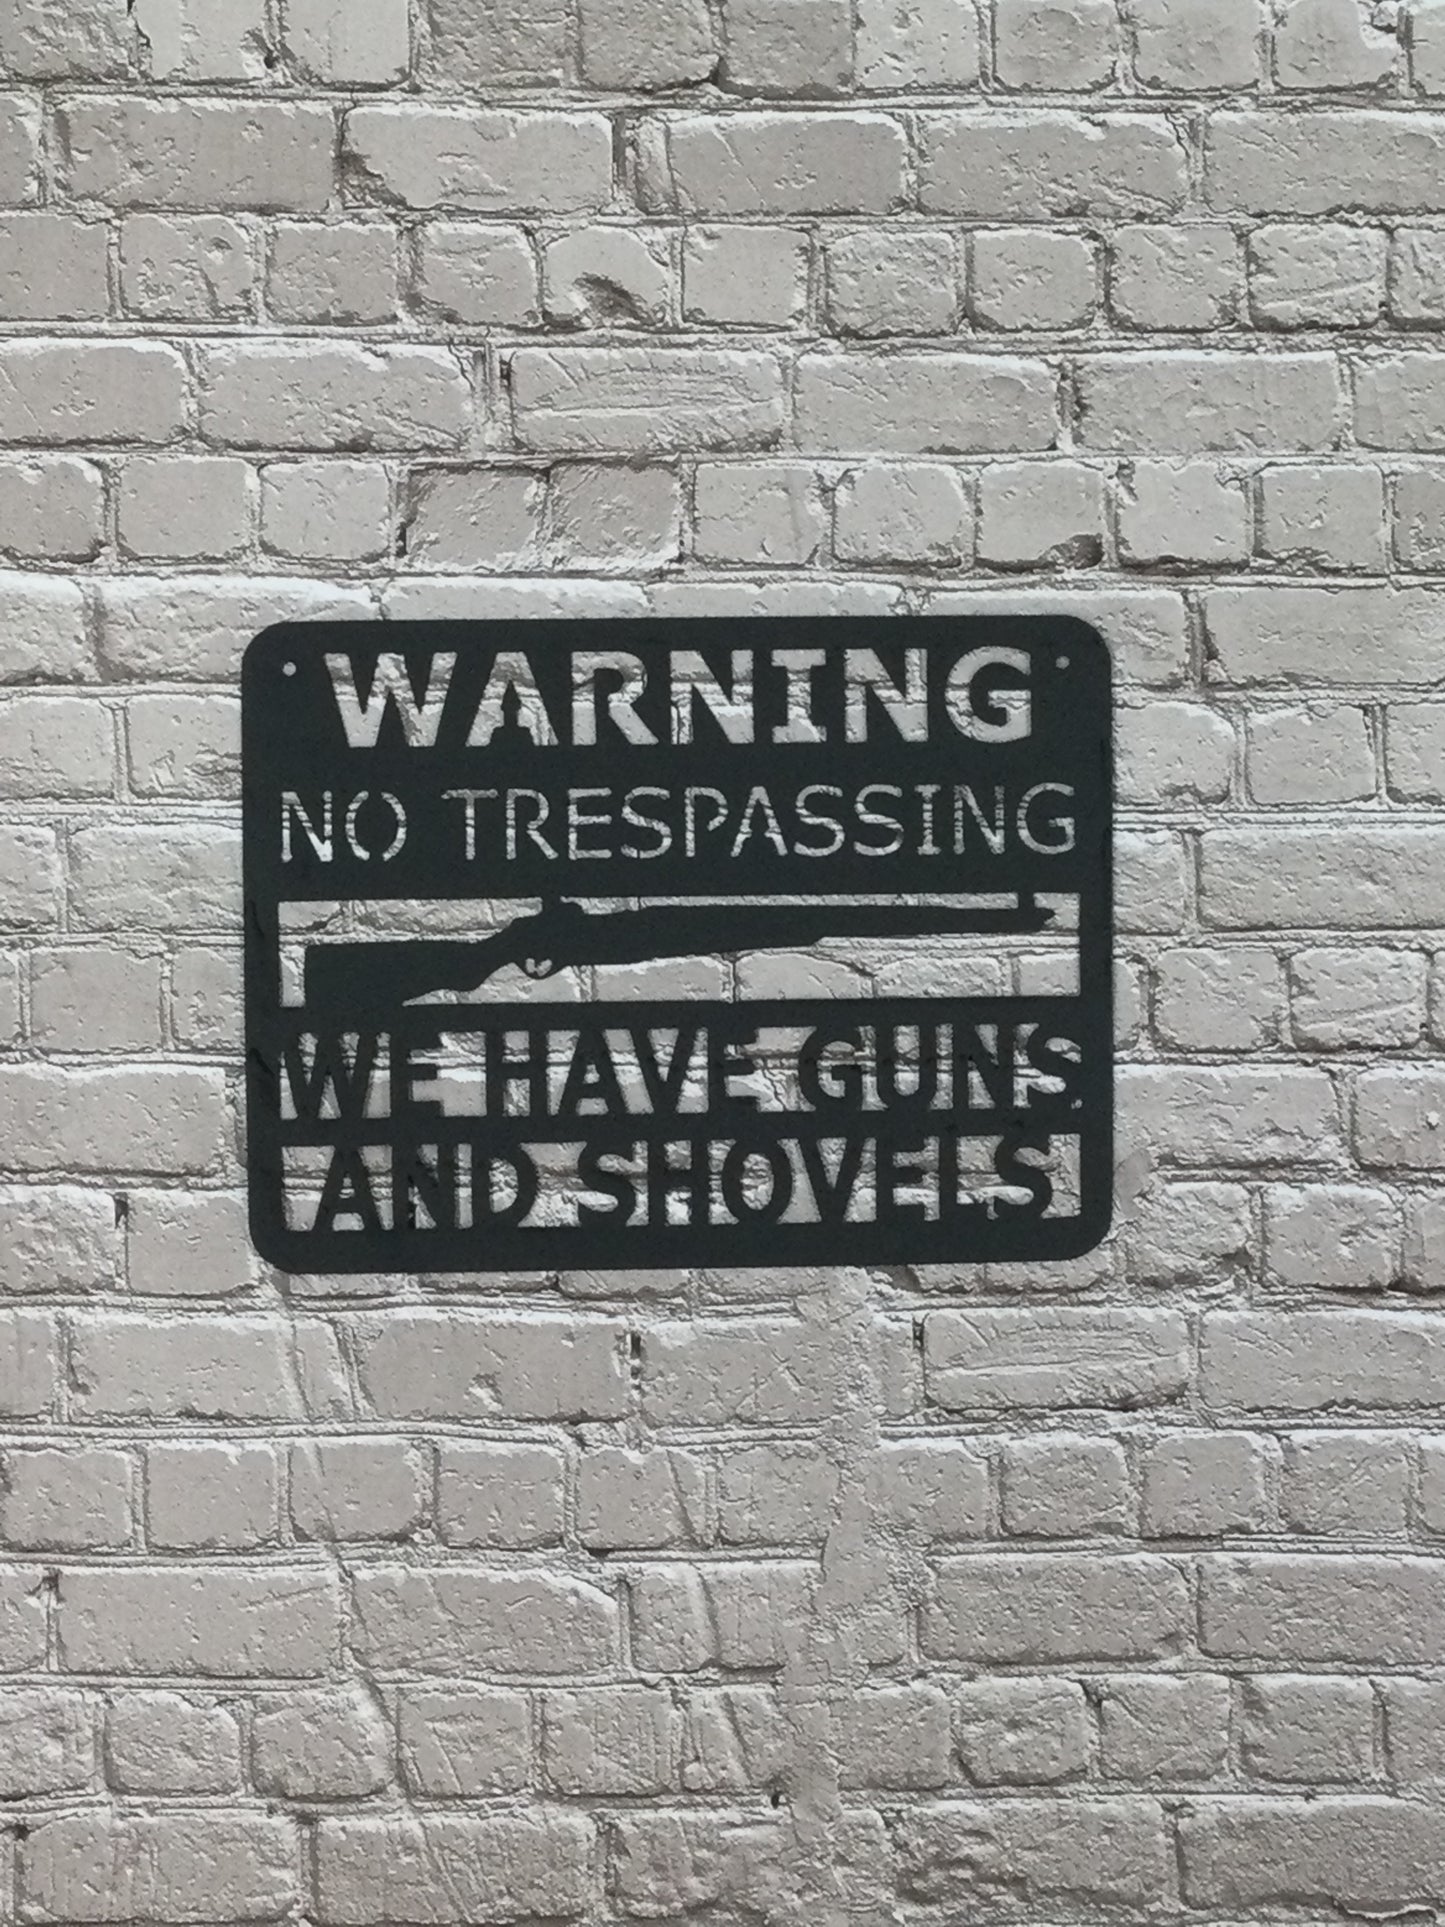 WARNING
NO TRESPASSING
WE HAVE GUNS
AND SHOVELS